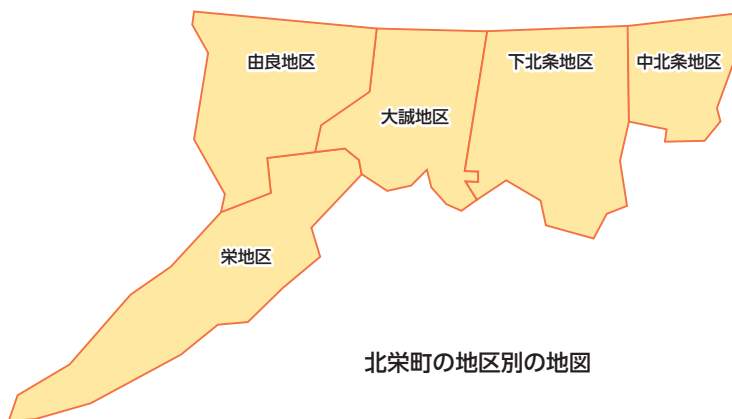 由良地区
下北条地区
中北条地区
大誠地区
栄地区
北栄町の地区別の地図